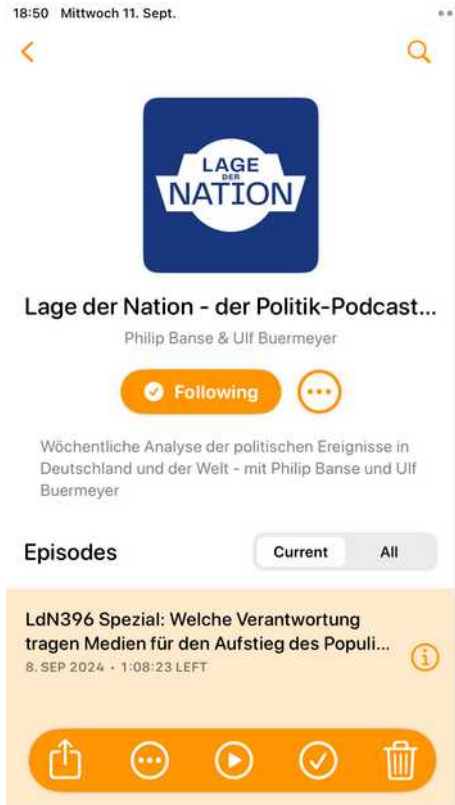 18:50 Mittwoch 11. Sept.
LAGE
DER
NATION
Lage der Nation - der Politik-Podcast...
Philip Banse & Ulf Buermeyer
Following
Wöchentliche Analyse der politischen Ereignisse in
Deutschland und der Welt - mit Philip Banse und Ulf
Buermeyer
Episodes
Current
All
LdN396 Spezial: Welche Verantwortung
tragen Medien für den Aufstieg des Populi...
8. SEP 2024 • 1:08:23 LEFT